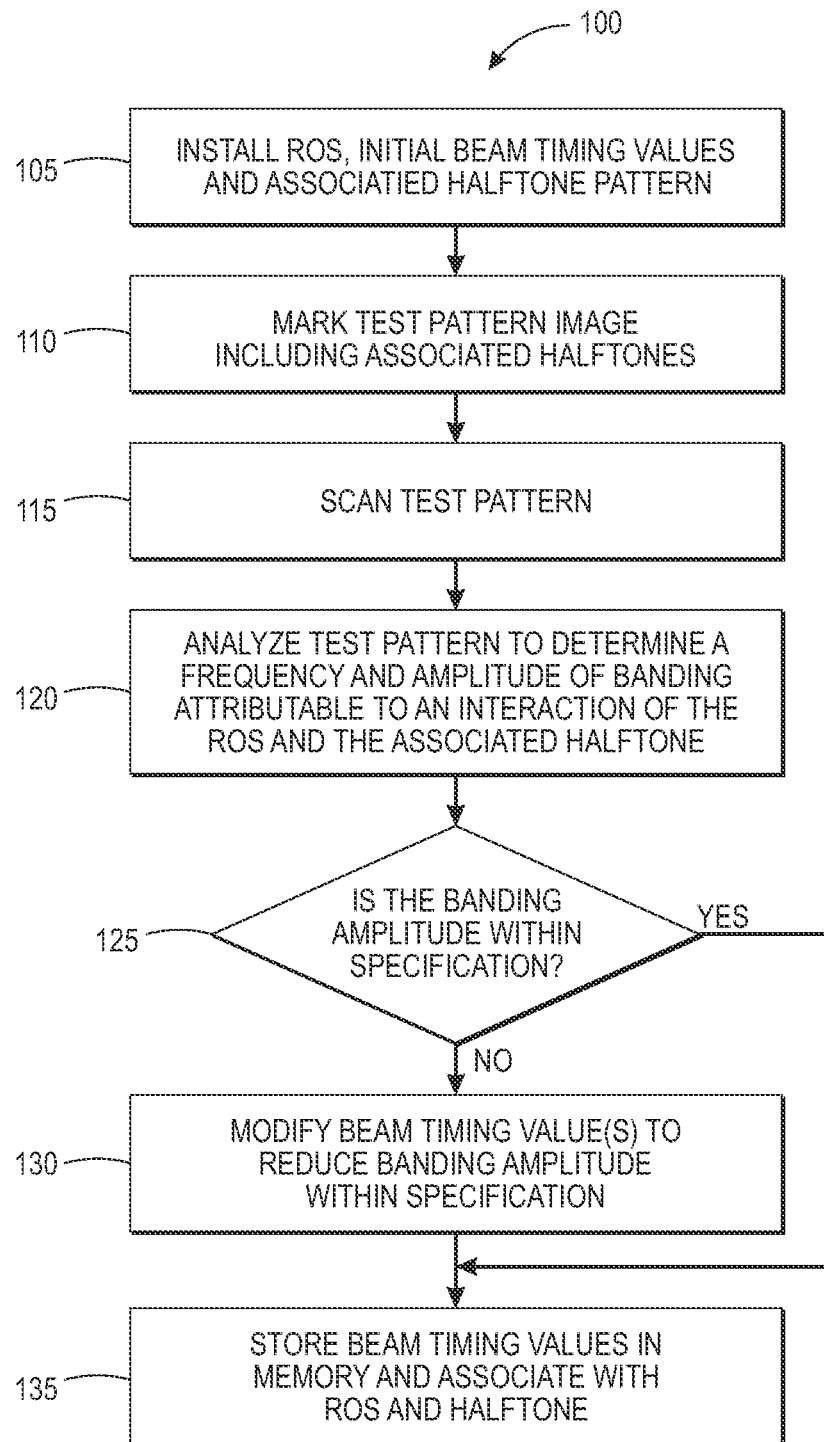 100
105
INSTALL ROS, INITIAL BEAM TIMING VALUES
AND ASSOCIATIED HALFTONE PATTERN
110
MARK TEST PATTERN IMAGE
INCLUDING ASSOCIATED HALFTONES
115
SCAN TEST PATTERN
120
ANALYZE TEST PATTERN TO DETERMINE A
FREQUENCY AND AMPLITUDE OF BANDING
ATTRIBUTABLE TO AN INTERACTION OF THE
ROS AND THE ASSOCIATED HALFTONE
125
IS THE BANDING
AMPLITUDE WITHIN
SPECIFICATION?
YES
NO
130
MODIFY BEAM TIMING VALUE(S) TO
REDUCE BANDING AMPLITUDE
WITHIN SPECIFICATION
135
STORE BEAM TIMING VALUES IN
MEMORY AND ASSOCIATE WITH
ROS AND HALFTONE